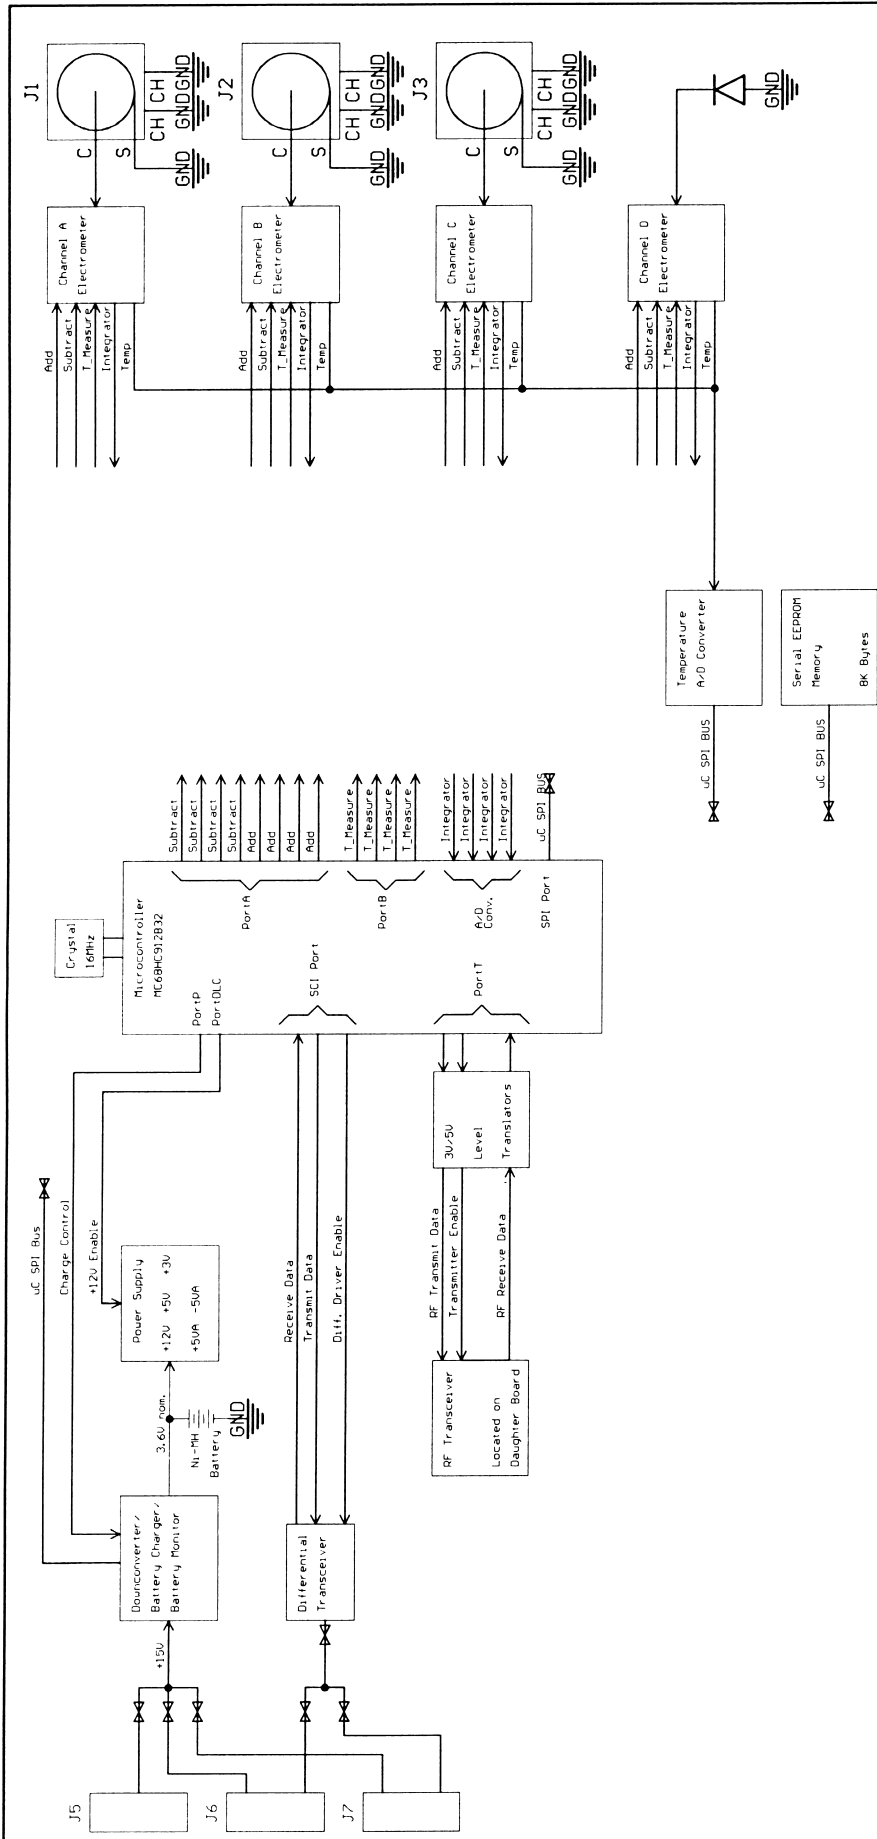 J1
C
S
CH
CH
GND
GND
GND
J2
C
S
CH
CH
GND
GND
GND
J3
C
S
CH
CH
GND
GND
GND
GND
Channel A
Electrometer
Channel B
Electrometer
Channel C
Electrometer
Channel D
Electrometer
Add
Subtract
T_Measure
Integrator
Temp
Add
Subtract
T_Measure
Integrator
Temp
Add
Subtract
T_Measure
Integrator
Temp
Add
Subtract
T_Measure
Integrator
Temp
Temperature
A/D Converter
uC SPI BUS
Serial EEPROM
Memory
8K Bytes
uC SPI BUS
Subtract
Subtract
Subtract
Subtract
Add
Add
Add
Add
T_Measure
T_Measure
T_Measure
T_Measure
Integrator
Integrator
Integrator
Integrator
uC SPI BUS
Crystal
16MHz
Microcontroller
MC68HC912B32
PortA
PortB
A/D
Conv.
SPI Port
PortP
PortDLC
SCI Port
PortT
uC SPI Bus
Charge Control
+12V Enable
Power Supply
+12V +5V +3V
+5VA -5VA
3.6V nom.
Ni-MH
Battery
GND
Receive Data
Transmit Data
Diff. Driver Enable
3V/5V
Level
Translators
RF Transmit Data
Transmitter Enable
RF Receive Data
RF Transceiver
Located on
Daughter Board
Downconverter/
Battery Charger/
Battery Monitor
Differential
Transceiver
+15V
J5
J6
J7